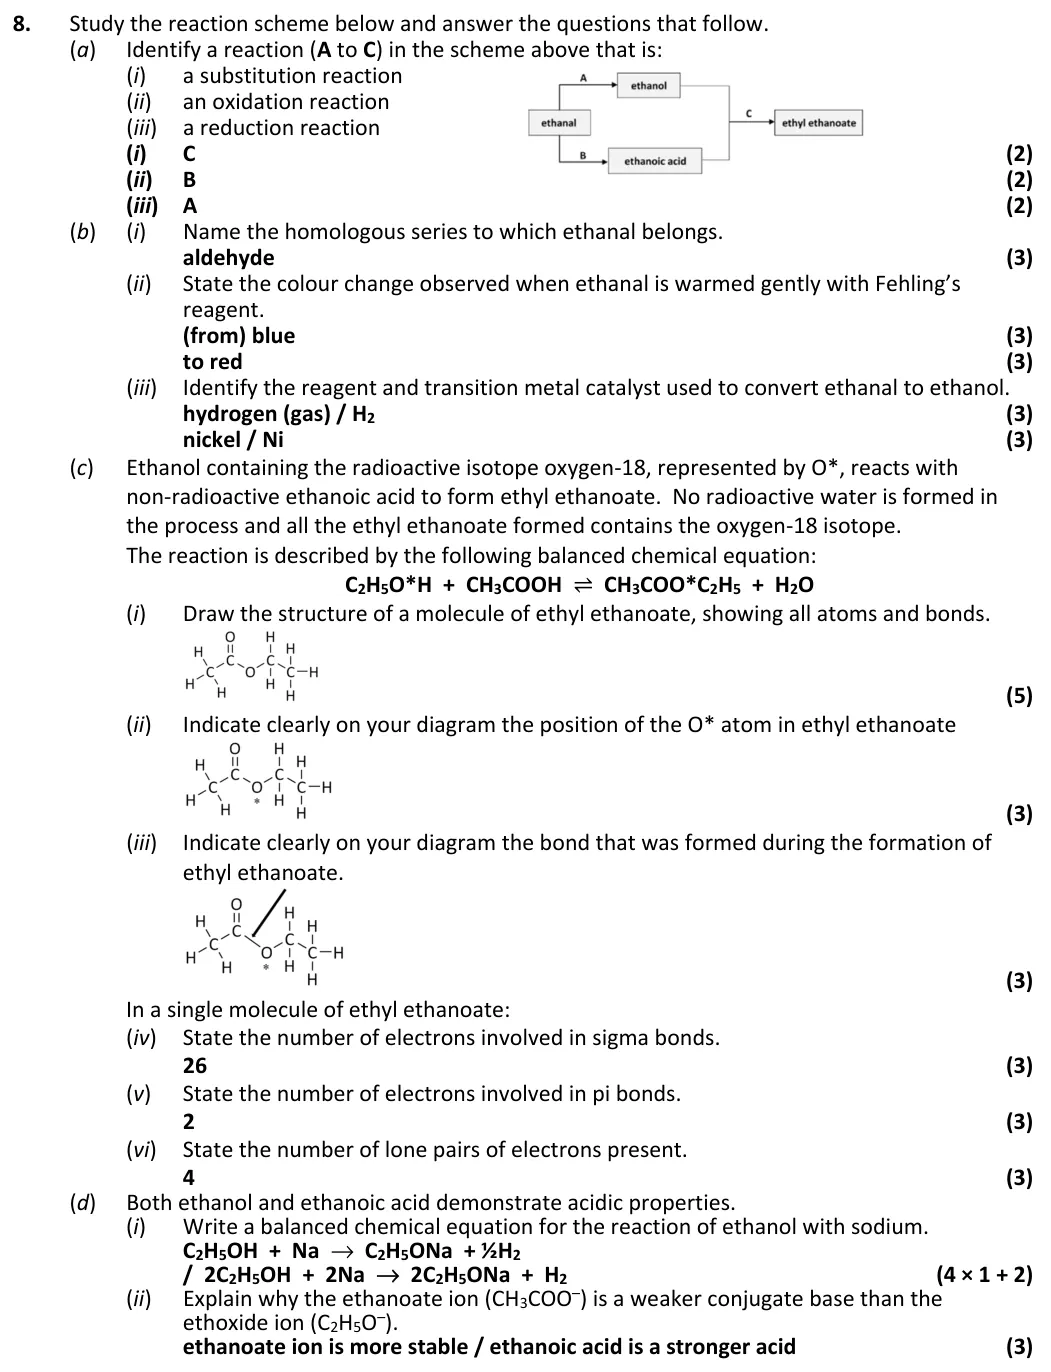 8. Study the reaction scheme below and answer the questions that follow.
(a) Identify a reaction (A to C) in the scheme above that is:
(i) a substitution reaction
(ii) an oxidation reaction
(iii) a reduction reaction
A
ethanol
ethanal
C
ethyl ethanoate
B
ethanoic acid
(i) C (2)
(ii) B (2)
(iii) A (2)
(b) (i) Name the homologous series to which ethanal belongs.
aldehyde (3)
(ii) State the colour change observed when ethanal is warmed gently with Fehling’s
reagent.
(from) blue (3)
to red (3)
(iii) Identify the reagent and transition metal catalyst used to convert ethanal to ethanol.
hydrogen (gas) / H₂ (3)
nickel / Ni (3)
(c) Ethanol containing the radioactive isotope oxygen-18, represented by O*, reacts with
non-radioactive ethanoic acid to form ethyl ethanoate. No radioactive water is formed in
the process and all the ethyl ethanoate formed contains the oxygen-18 isotope.
The reaction is described by the following balanced chemical equation:
C₂H₅O*H + CH₃COOH ⇌ CH₃COO*C₂H₅ + H₂O
(i) Draw the structure of a molecule of ethyl ethanoate, showing all atoms and bonds.
O H
H H
C C
C O C–H
H H
H H
(5)
(ii) Indicate clearly on your diagram the position of the O* atom in ethyl ethanoate
O H
H H
C C
C O C–H
H * H
H H
(3)
(iii) Indicate clearly on your diagram the bond that was formed during the formation of
ethyl ethanoate.
O H
H H
C C
C O C–H
H * H
H H
(3)
In a single molecule of ethyl ethanoate:
(iv) State the number of electrons involved in sigma bonds.
26 (3)
(v) State the number of electrons involved in pi bonds.
2 (3)
(vi) State the number of lone pairs of electrons present.
4 (3)
(d) Both ethanol and ethanoic acid demonstrate acidic properties.
(i) Write a balanced chemical equation for the reaction of ethanol with sodium.
C₂H₅OH + Na → C₂H₅ONa + ½H₂
/ 2C₂H₅OH + 2Na → 2C₂H₅ONa + H₂ (4 × 1 + 2)
(ii) Explain why the ethanoate ion (CH₃COO⁻) is a weaker conjugate base than the
ethoxide ion (C₂H₅O⁻).
ethanoate ion is more stable / ethanoic acid is a stronger acid (3)